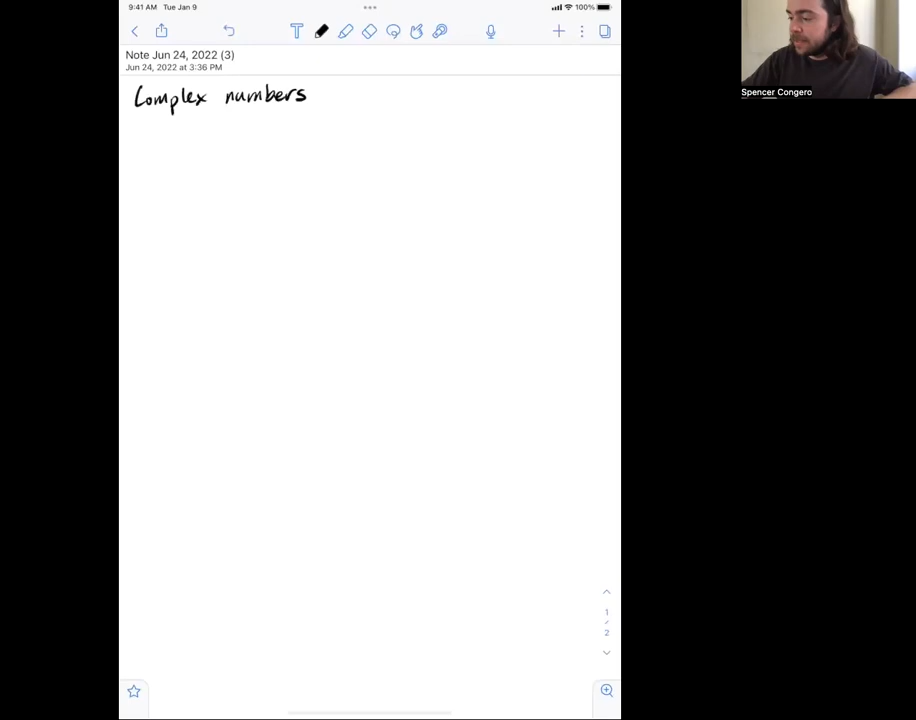 9:41 AM Tue Jan 9
100%
T
Note Jun 24, 2022 (3)
Jun 24, 2022 at 3:36 PM
Complex numbers
Spencer Congero
1
2